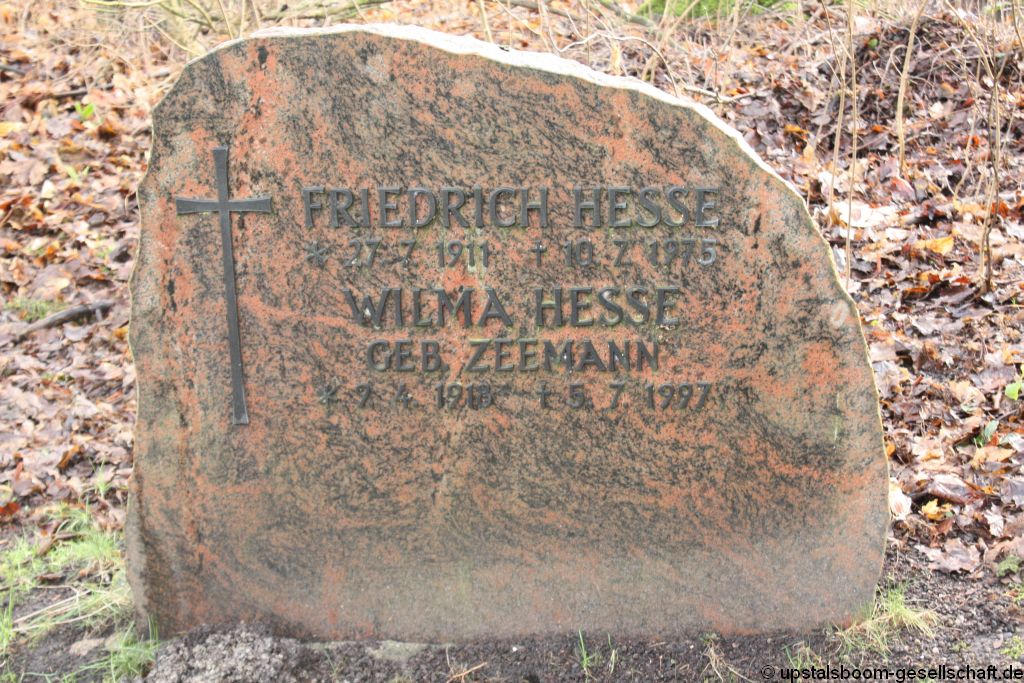 FRIEDRICH HESSE
* 27. 7. 1911 ✝ 10. 7. 1975
WILMA HESSE
GEB. ZEEMANN
* 9. 4. 1913 ✝ 5. 7. 1997
© upstalsboom-gesellschaft.de